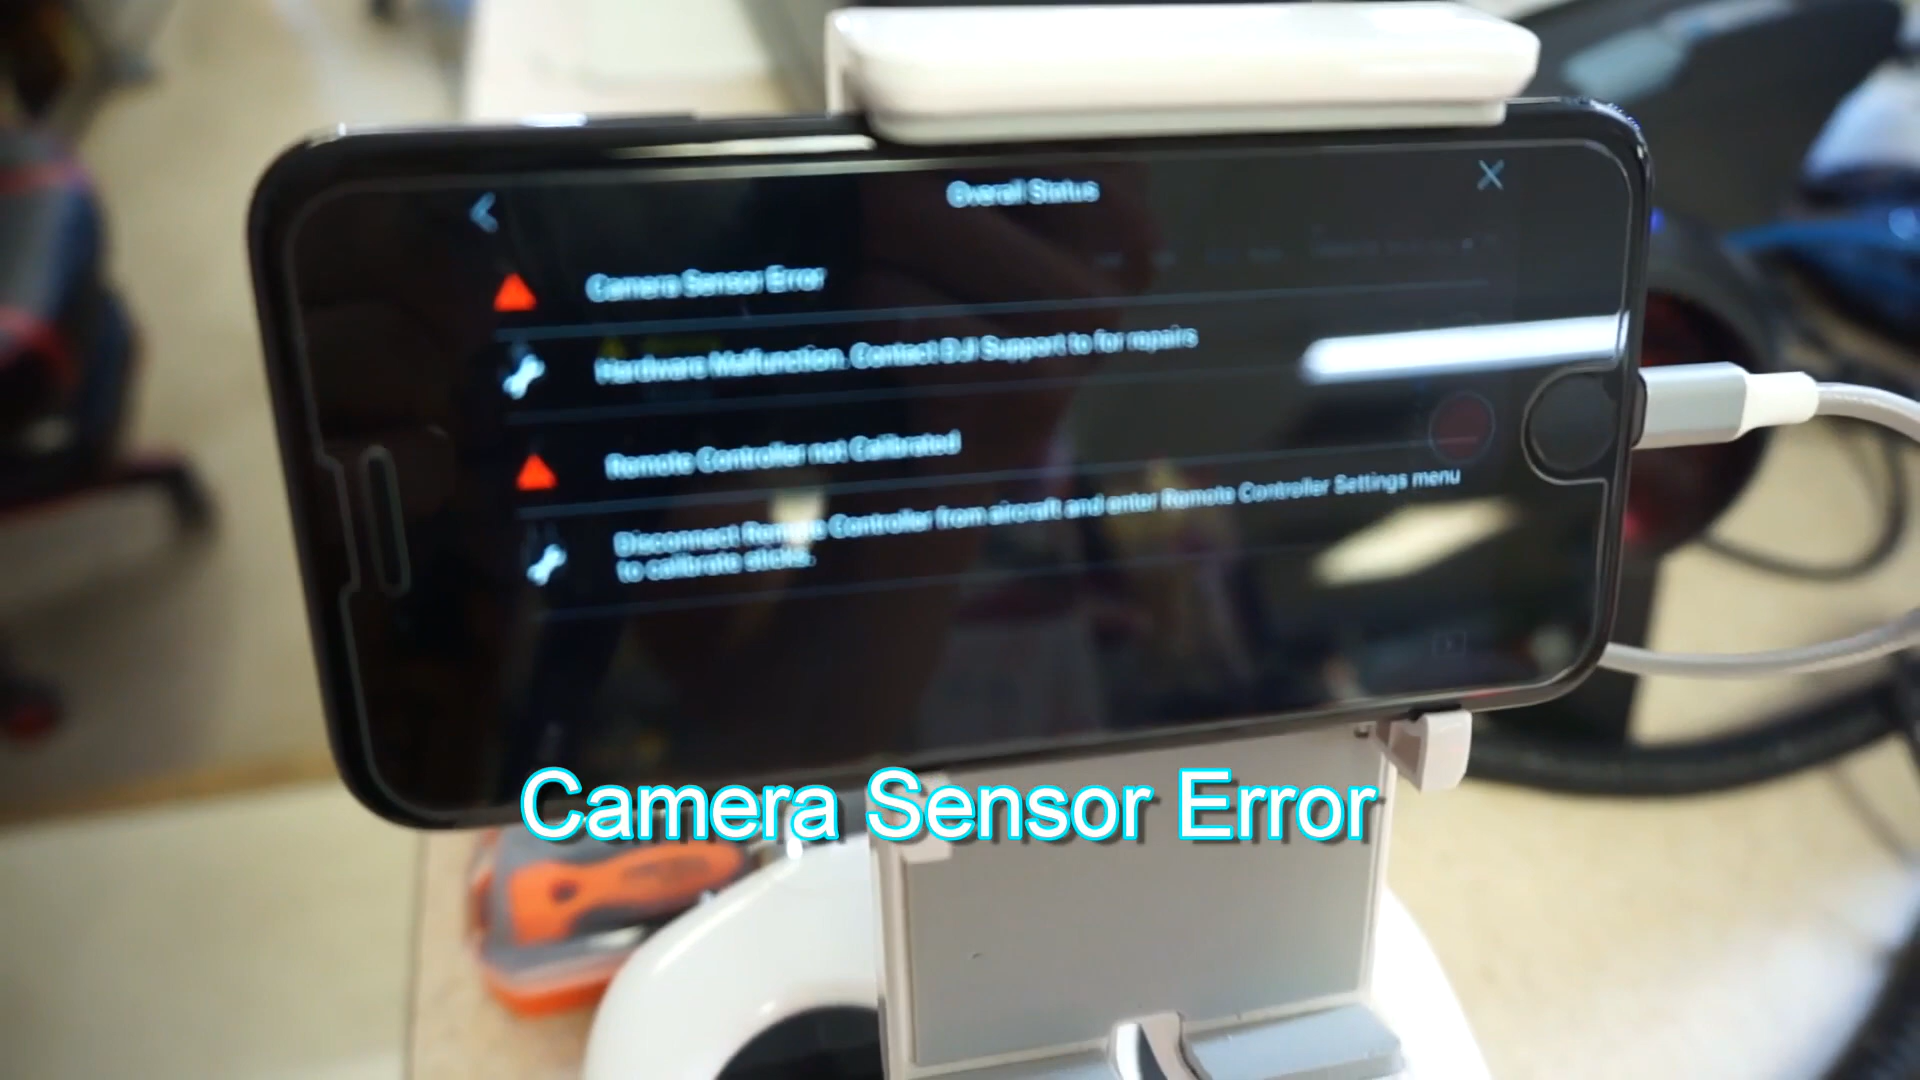 Overall Status
Camera Sensor Error
Hardware Malfunction. Contact DJI Support to for repairs
Remote Controller not Calibrated
Disconnect Remote Controller from aircraft and enter Remote Controller Settings menu
to calibrate sticks.
Camera Sensor Error